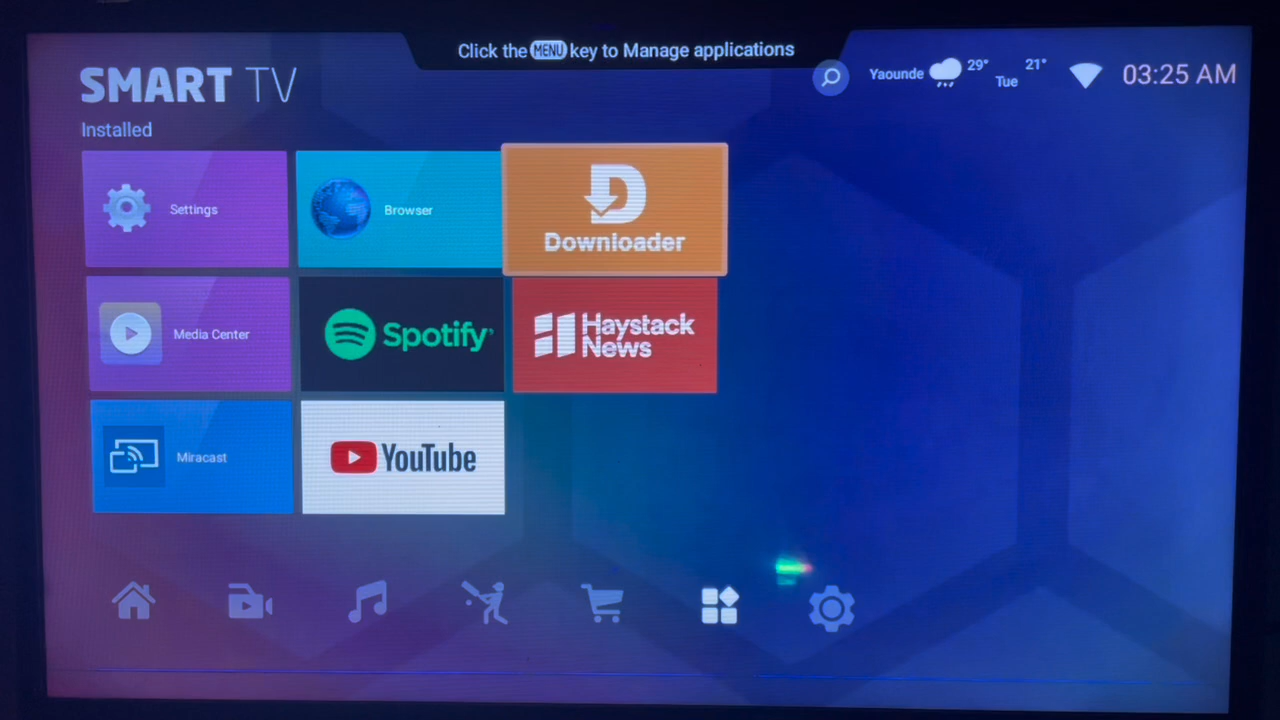 Click the MENU key to Manage applications
SMART TV
Yaounde 29° Tue 21° 03:25 AM
Installed
Settings
Browser
D
Downloader
Media Center
Spotify
Haystack
News
Miracast
YouTube